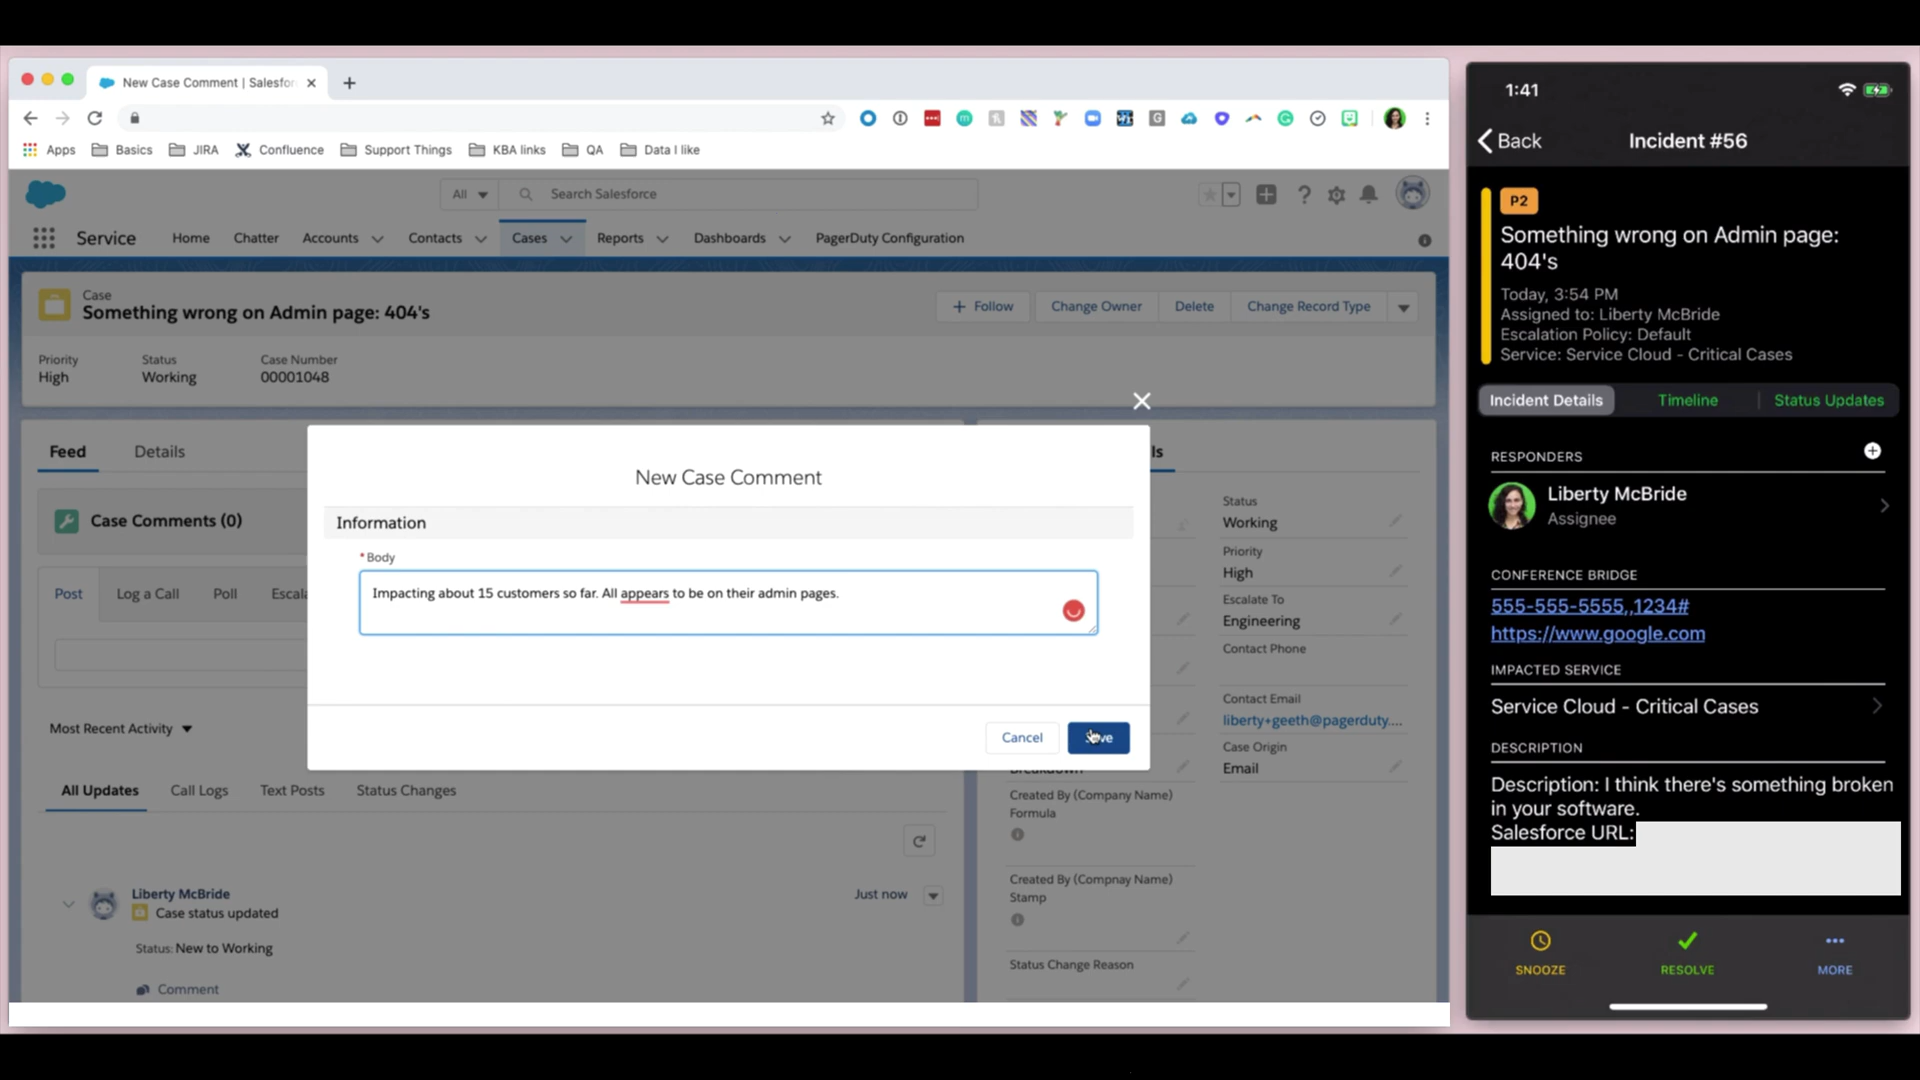 New Case Comment | Salesfor
Apps Basics JIRA Confluence Support Things KBA links QA Data I like
All Search Salesforce
Service Home Chatter Accounts Contacts Cases Reports Dashboards PagerDuty Configuration
Case
Something wrong on Admin page: 404's
+ Follow Change Owner Delete Change Record Type
Priority Status Case Number
High Working 00001048
Feed Details
ls
Case Comments (0)
Post Log a Call Poll Escala
Most Recent Activity
All Updates Call Logs Text Posts Status Changes
Liberty McBride
Just now
Case status updated
Status: New to Working
Comment
New Case Comment
Information
* Body
Impacting about 15 customers so far. All appears to be on their admin pages.
Cancel
Status
Working
Priority
High
Escalate To
Engineering
Contact Phone
Contact Email
liberty+geeth@pagerduty....
Case Origin
Email
Breakdown
Created By (Company Name)
Formula
Created By (Compnay Name)
Stamp
Status Change Reason
1:41
Back Incident #56
P2
Something wrong on Admin page:
404's
Today, 3:54 PM
Assigned to: Liberty McBride
Escalation Policy: Default
Service: Service Cloud - Critical Cases
Incident Details Timeline Status Updates
RESPONDERS
Liberty McBride
Assignee
CONFERENCE BRIDGE
555-555-5555,,1234#
https://www.google.com
IMPACTED SERVICE
Service Cloud - Critical Cases
DESCRIPTION
Description: I think there's something broken
in your software.
Salesforce URL:
SNOOZE RESOLVE MORE